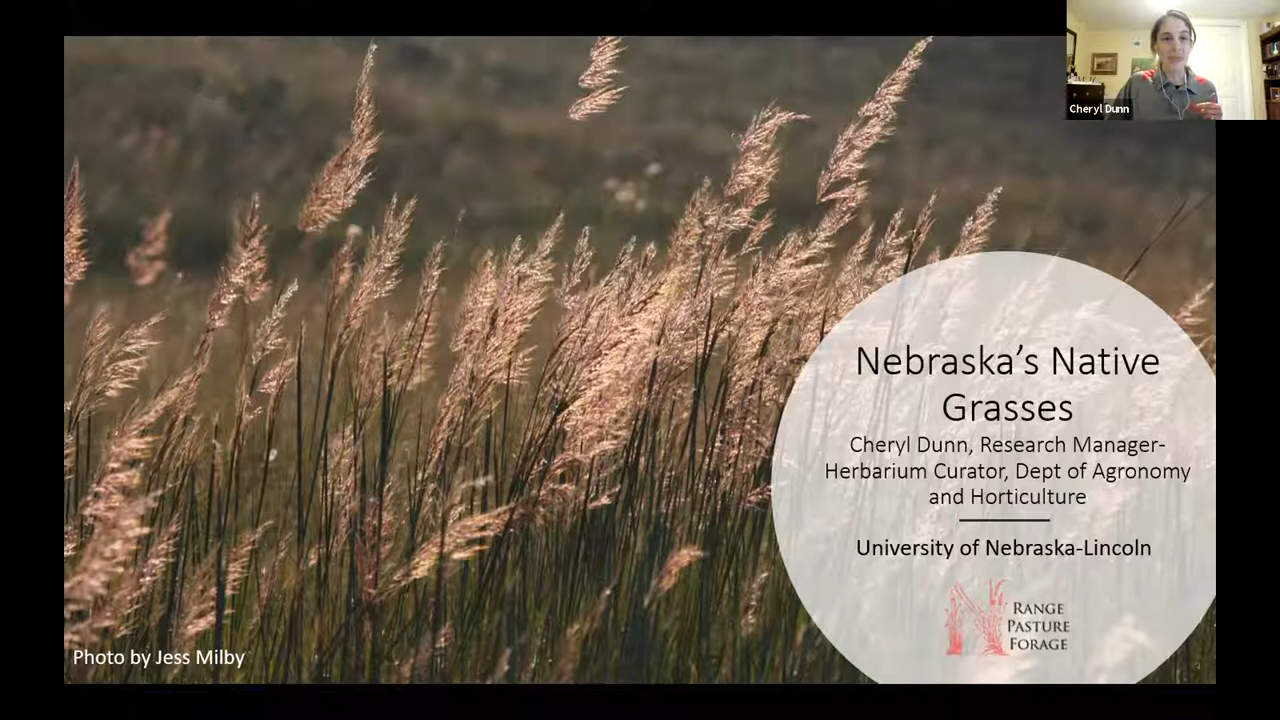 Cheryl Dunn
Nebraska’s Native
Grasses
Cheryl Dunn, Research Manager-
Herbarium Curator, Dept of Agronomy
and Horticulture
University of Nebraska-Lincoln
N RANGE
PASTURE
FORAGE
Photo by Jess Milby